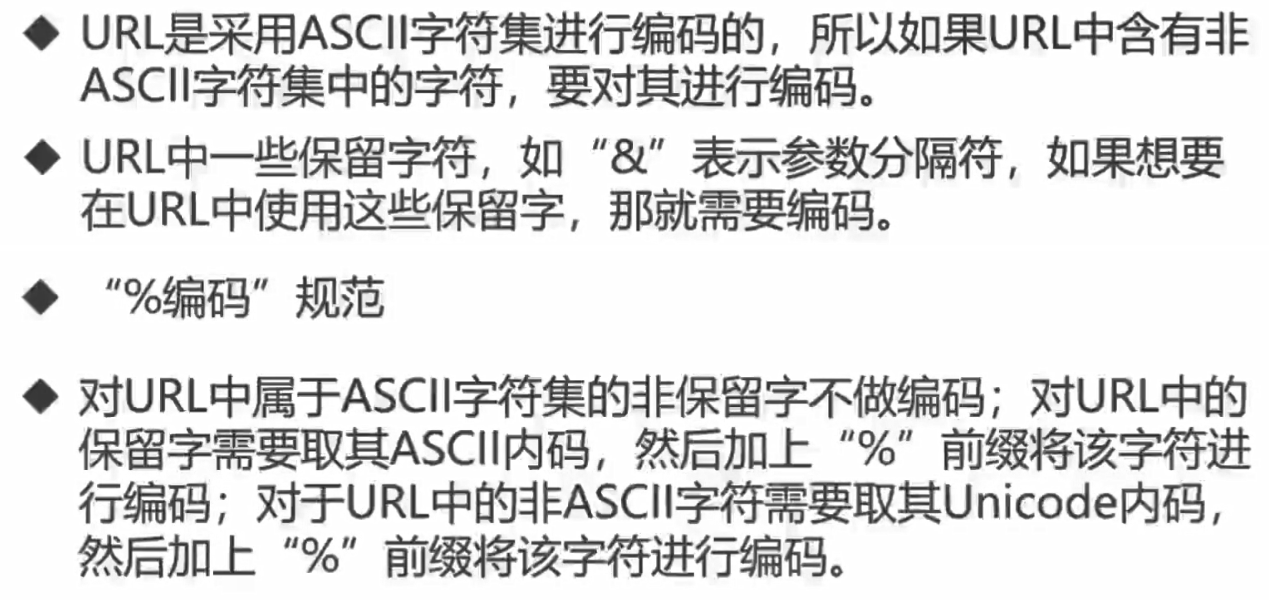 ◆ URL是采用ASCII字符集进行编码的，所以如果URL中含有非
ASCII字符集中的字符，要对其进行编码。
◆ URL中一些保留字符，如“&”表示参数分隔符，如果想要
在URL中使用这些保留字，那就需要编码。
◆ “%编码”规范
◆ 对URL中属于ASCII字符集的非保留字不做编码；对URL中的
保留字需要取其ASCII内码，然后加上“%”前缀将该字符进
行编码；对于URL中的非ASCII字符需要取其Unicode内码，
然后加上“%”前缀将该字符进行编码。